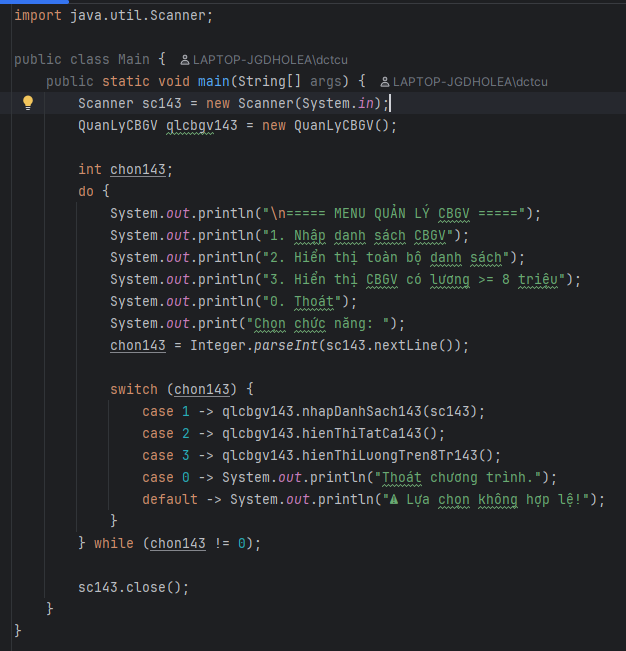 import java.util.Scanner;
public class Main { LAPTOP-JGDHOLEA\dctcu
public static void main(String[] args) { LAPTOP-JGDHOLEA\dctcu
Scanner sc143 = new Scanner(System.in);
QuanLyCBGV qlcbgv143 = new QuanLyCBGV();
int chon143;
do {
System.out.println("\n===== MENU QUẢN LÝ CBGV =====");
System.out.println("1. Nhập danh sách CBGV");
System.out.println("2. Hiển thị toàn bộ danh sách");
System.out.println("3. Hiển thị CBGV có lương >= 8 triệu");
System.out.println("0. Thoát");
System.out.print("Chọn chức năng: ");
chon143 = Integer.parseInt(sc143.nextLine());
switch (chon143) {
case 1 -> qlcbgv143.nhapDanhSach143(sc143);
case 2 -> qlcbgv143.hienThiTatCa143();
case 3 -> qlcbgv143.hienThiLuongTren8Tr143();
case 0 -> System.out.println("Thoát chương trình.");
default -> System.out.println("⚠ Lựa chọn không hợp lệ!");
}
} while (chon143 != 0);
sc143.close();
}
}